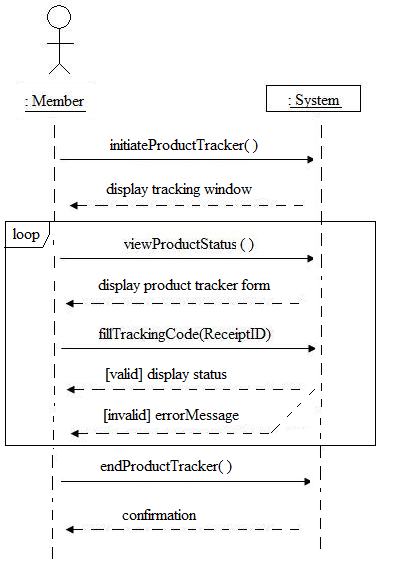 : Member
: System
initiateProductTracker( )
display tracking window
loop
viewProductStatus ( )
display product tracker form
fillTrackingCode(ReceiptID)
[valid] display status
[invalid] errorMessage
endProductTracker( )
confirmation